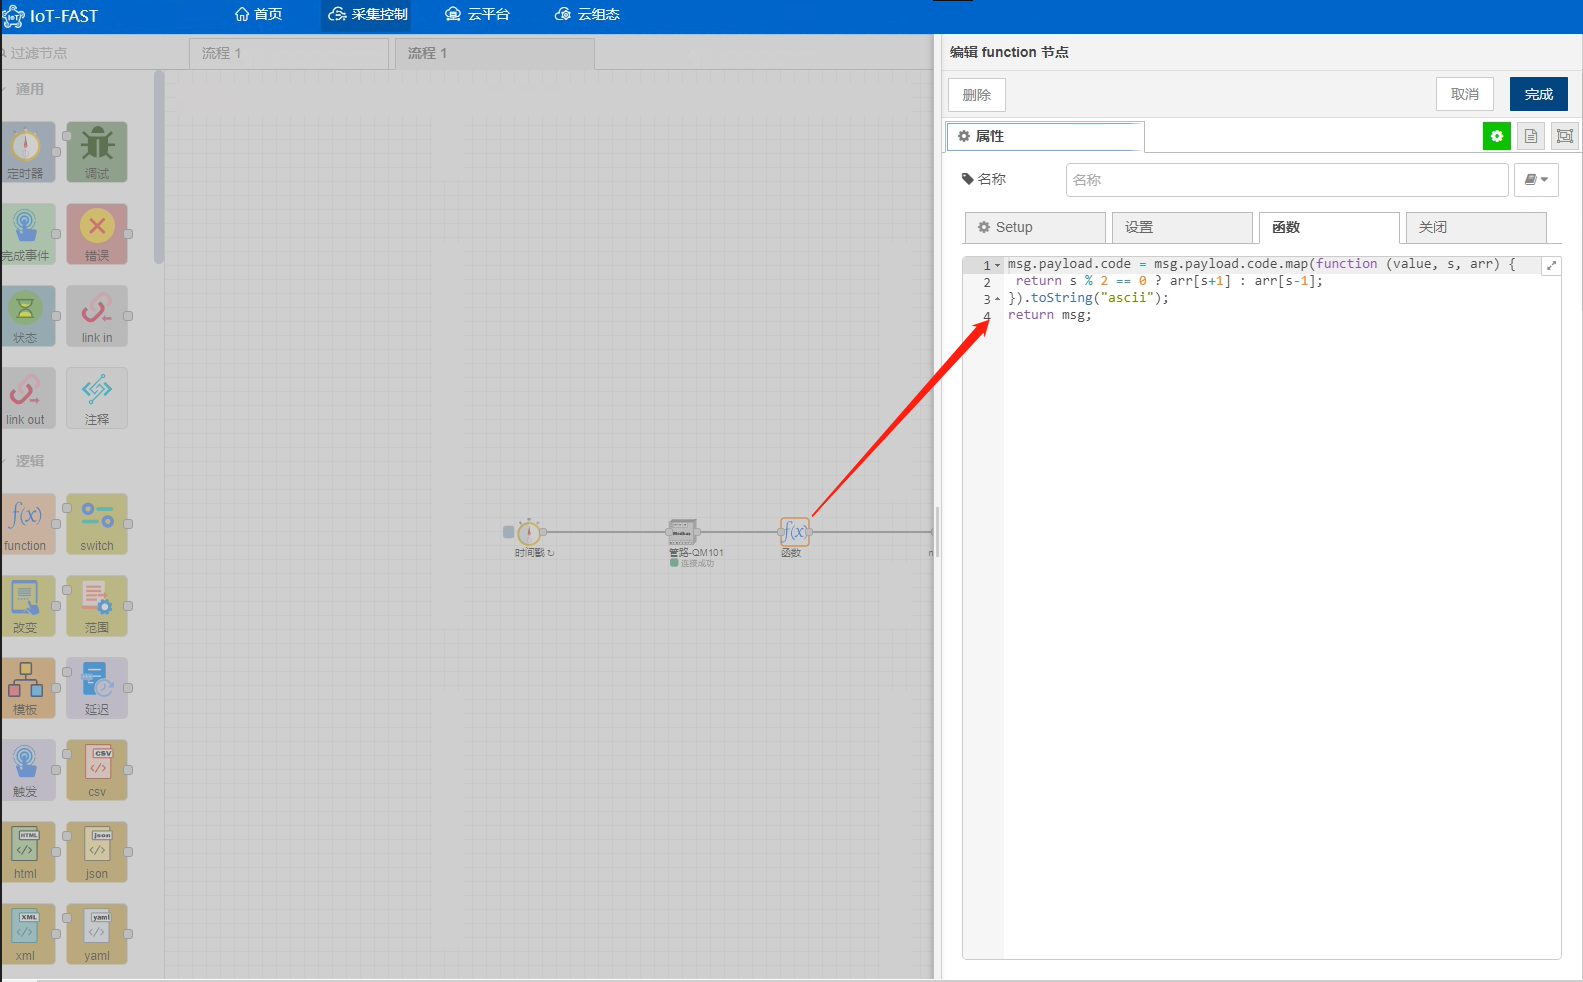 IoT-FAST
首页
采集控制
云平台
云组态
过滤节点
流程 1
流程 1
编辑 function 节点
删除
取消
完成
属性
名称
名称
Setup
设置
函数
关闭
1 msg.payload.code = msg.payload.code.map(function (value, s, arr) {
2 return s % 2 == 0 ? arr[s+1] : arr[s-1];
3 }).toString("ascii");
4 return msg;
通用
定时器
调试
完成事件
错误
状态
link in
link out
注释
逻辑
function
switch
改变
范围
模板
延迟
触发
CSV
csv
HTML
html
json
json
XML
xml
yaml
yaml
时间戳 ↻
Modbus
管路-QM101
连接成功
f(x)
函数